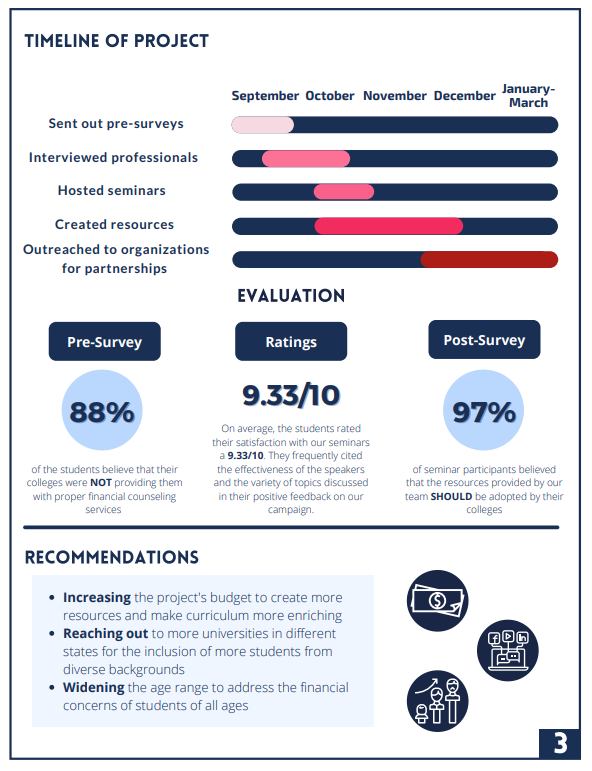 TIMELINE OF PROJECT
September October November December January-
March
Sent out pre-surveys
Interviewed professionals
Hosted seminars
Created resources
Outreached to organizations
for partnerships
EVALUATION
Pre-Survey
88%
of the students believe that their
colleges were NOT providing them
with proper financial counseling
services
Ratings
9.33/10
On average, the students rated
their satisfaction with our seminars
a 9.33/10. They frequently cited
the effectiveness of the speakers
and the variety of topics discussed
in their positive feedback on our
campaign.
Post-Survey
97%
of seminar participants believed
that the resources provided by our
team SHOULD be adopted by their
colleges
RECOMMENDATIONS
• Increasing the project's budget to create more
resources and make curriculum more enriching
• Reaching out to more universities in different
states for the inclusion of more students from
diverse backgrounds
• Widening the age range to address the financial
concerns of students of all ages
$
f
in
3